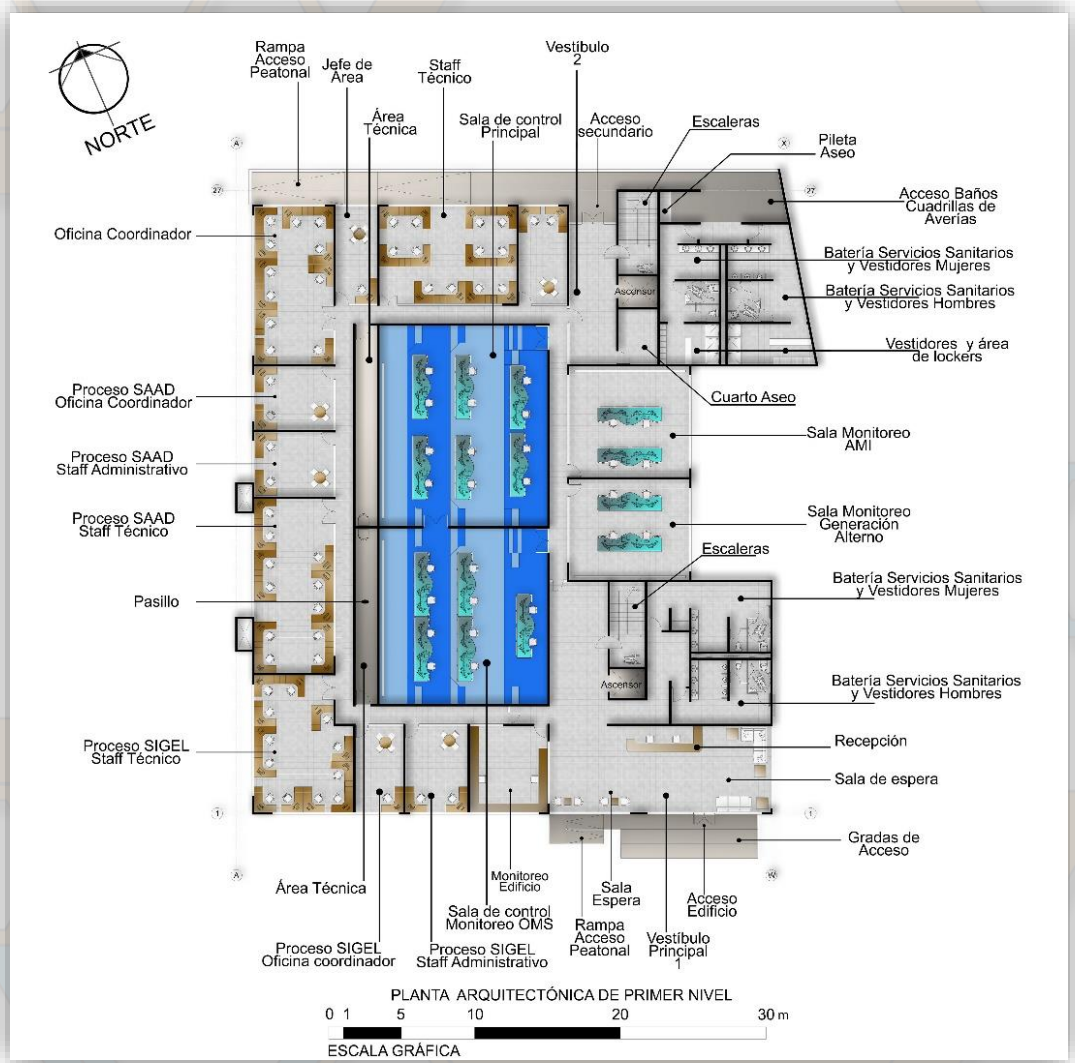 NORTE
Rampa
Acceso
Peatonal
Jefe de
Área
Área
Técnica
Staff
Técnico
Sala de control
Principal
Vestíbulo
2
Acceso
secundario
Escaleras
Pileta
Aseo
A
X
27
27
Acceso Baños
Cuadrillas de
Averías
Oficina Coordinador
Batería Servicios Sanitarios
y Vestidores Mujeres
Batería Servicios Sanitarios
y Vestidores Hombres
Ascensor
Vestidores y área
de lockers
Cuarto Aseo
Proceso SAAD
Oficina Coordinador
Proceso SAAD
Staff Administrativo
Sala Monitoreo
AMI
Proceso SAAD
Staff Técnico
Sala Monitoreo
Generación
Alterno
Escaleras
Pasillo
Batería Servicios Sanitarios
y Vestidores Mujeres
Ascensor
Batería Servicios Sanitarios
y Vestidores Hombres
Proceso SIGEL
Staff Técnico
Recepción
Sala de espera
1
1
Gradas de
Acceso
A
Área Técnica
Monitoreo
Edificio
Sala
Espera
Acceso
Edificio
Sala de control
Monitoreo OMS
Rampa
Acceso
Peatonal
Vestíbulo
Principal
1
Proceso SIGEL
Oficina coordinador
Proceso SIGEL
Staff Administrativo
PLANTA ARQUITECTÓNICA DE PRIMER NIVEL
0 1 5 10 20 30 m
ESCALA GRÁFICA